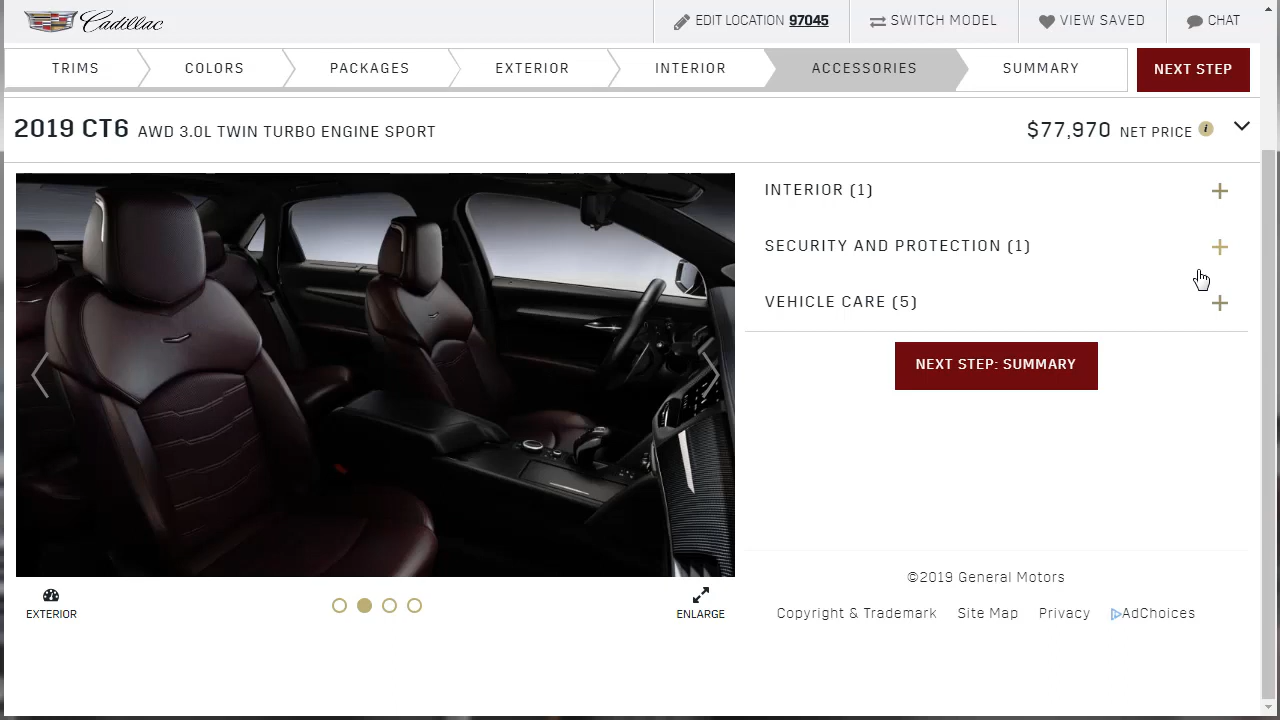 Cadillac
EDIT LOCATION 97045
SWITCH MODEL
VIEW SAVED
CHAT
TRIMS
COLORS
PACKAGES
EXTERIOR
INTERIOR
ACCESSORIES
SUMMARY
NEXT STEP
2019 CT6 AWD 3.0L TWIN TURBO ENGINE SPORT
$77,970 NET PRICE i
INTERIOR (1)
SECURITY AND PROTECTION (1)
VEHICLE CARE (5)
NEXT STEP: SUMMARY
EXTERIOR
ENLARGE
©2019 General Motors
Copyright & Trademark
Site Map
Privacy
AdChoices